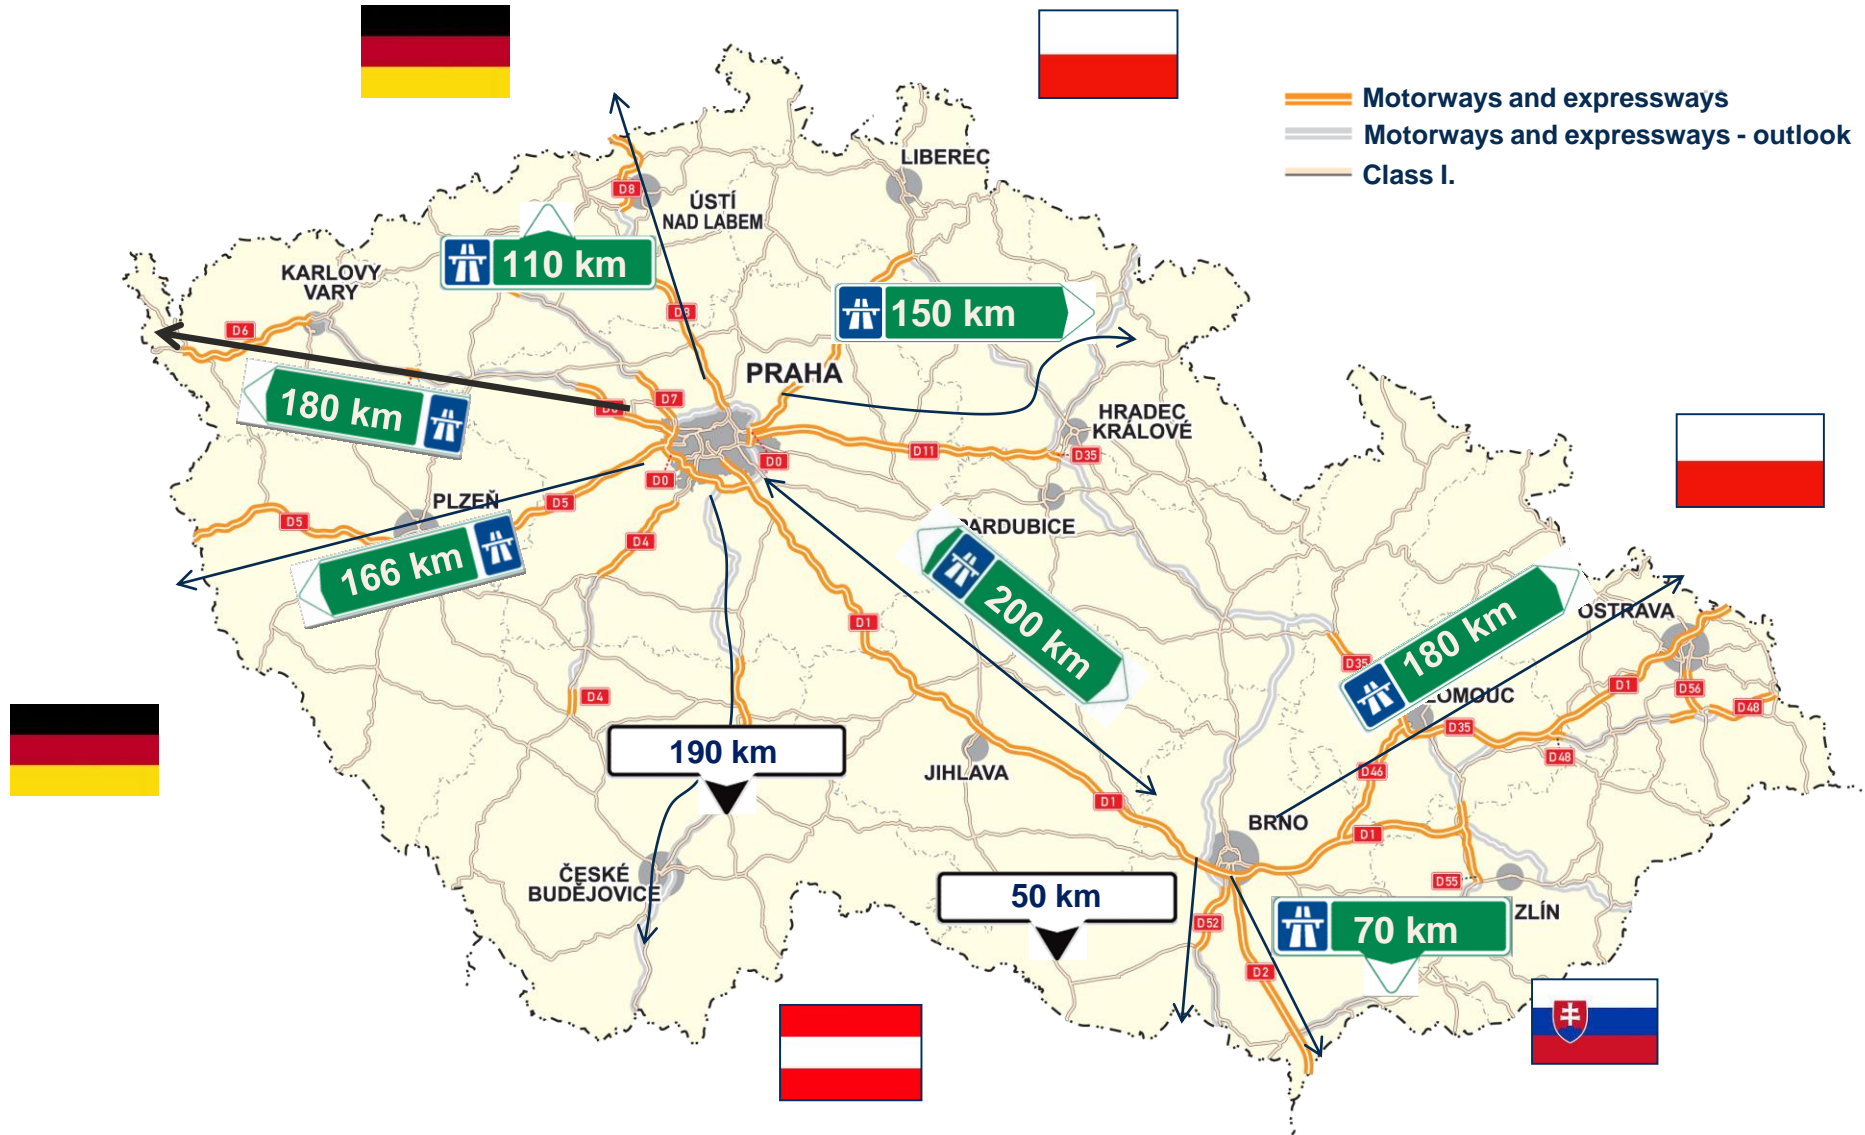 Motorways and expressways
Motorways and expressways - outlook
Class I.
LIBEREC
D8
ÚSTÍ
NAD LABEM
110 km
KARLOVY
VARY
D8
150 km
D6
PRAHA
180 km
D6
D7
HRADEC
KRÁLOVÉ
D11
D35
D0
D0
PLZEŇ
D5
D5
PARDUBICE
D4
166 km
200 km
OSTRAVA
180 km
D1
D35
D1
D56
D4
OLOMOUC
D48
D35
190 km
D48
JIHLAVA
D46
D1
BRNO
D1
ČESKÉ
BUDĚJOVICE
D55
50 km
ZLÍN
D52
70 km
D2